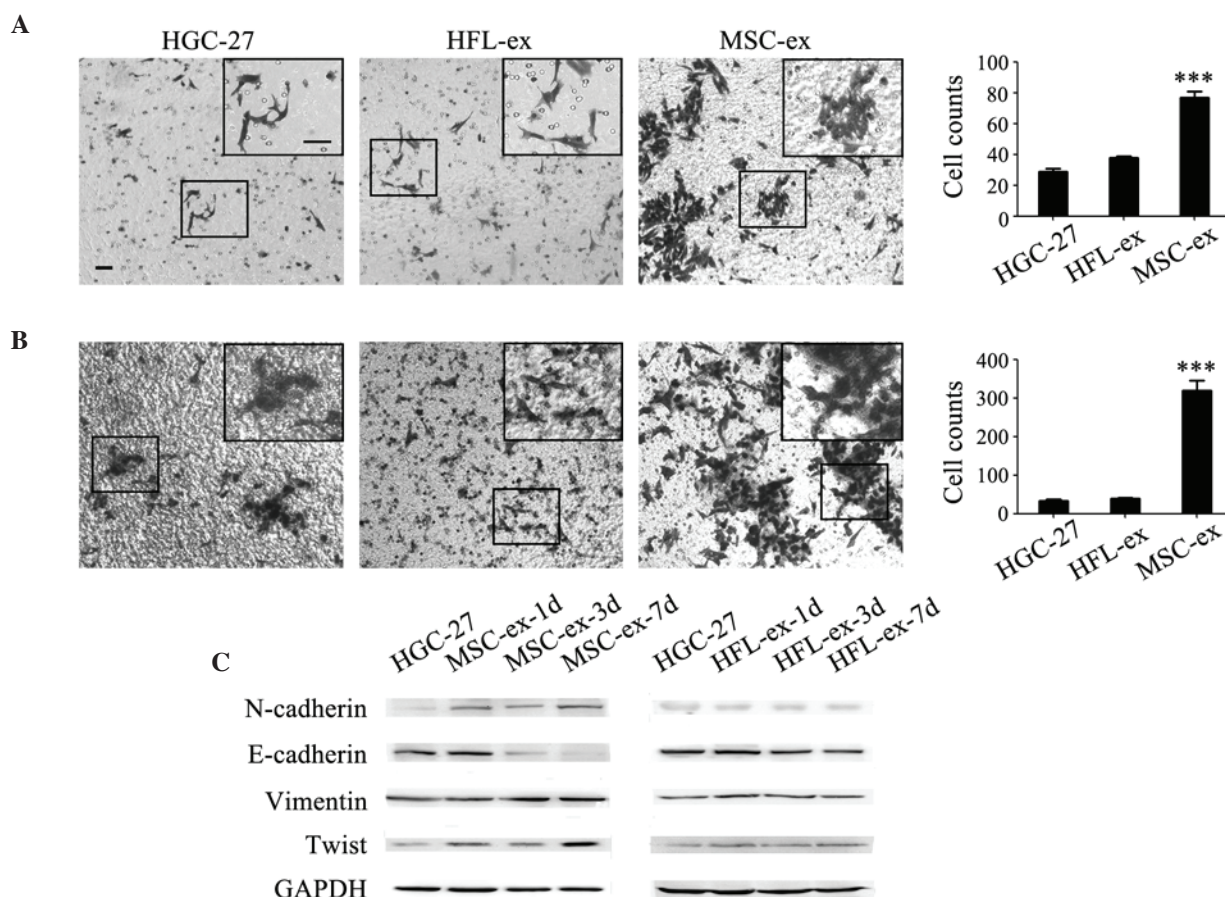 A
HGC-27
HFL-ex
MSC-ex
Cell counts
100
80
60
40
20
0
***
HGC-27
HFL-ex
MSC-ex
B
Cell counts
400
300
200
100
0
***
HGC-27
HFL-ex
MSC-ex
C
HGC-27
MSC-ex-1d
MSC-ex-3d
MSC-ex-7d
HGC-27
HFL-ex-1d
HFL-ex-3d
HFL-ex-7d
N-cadherin
E-cadherin
Vimentin
Twist
GAPDH